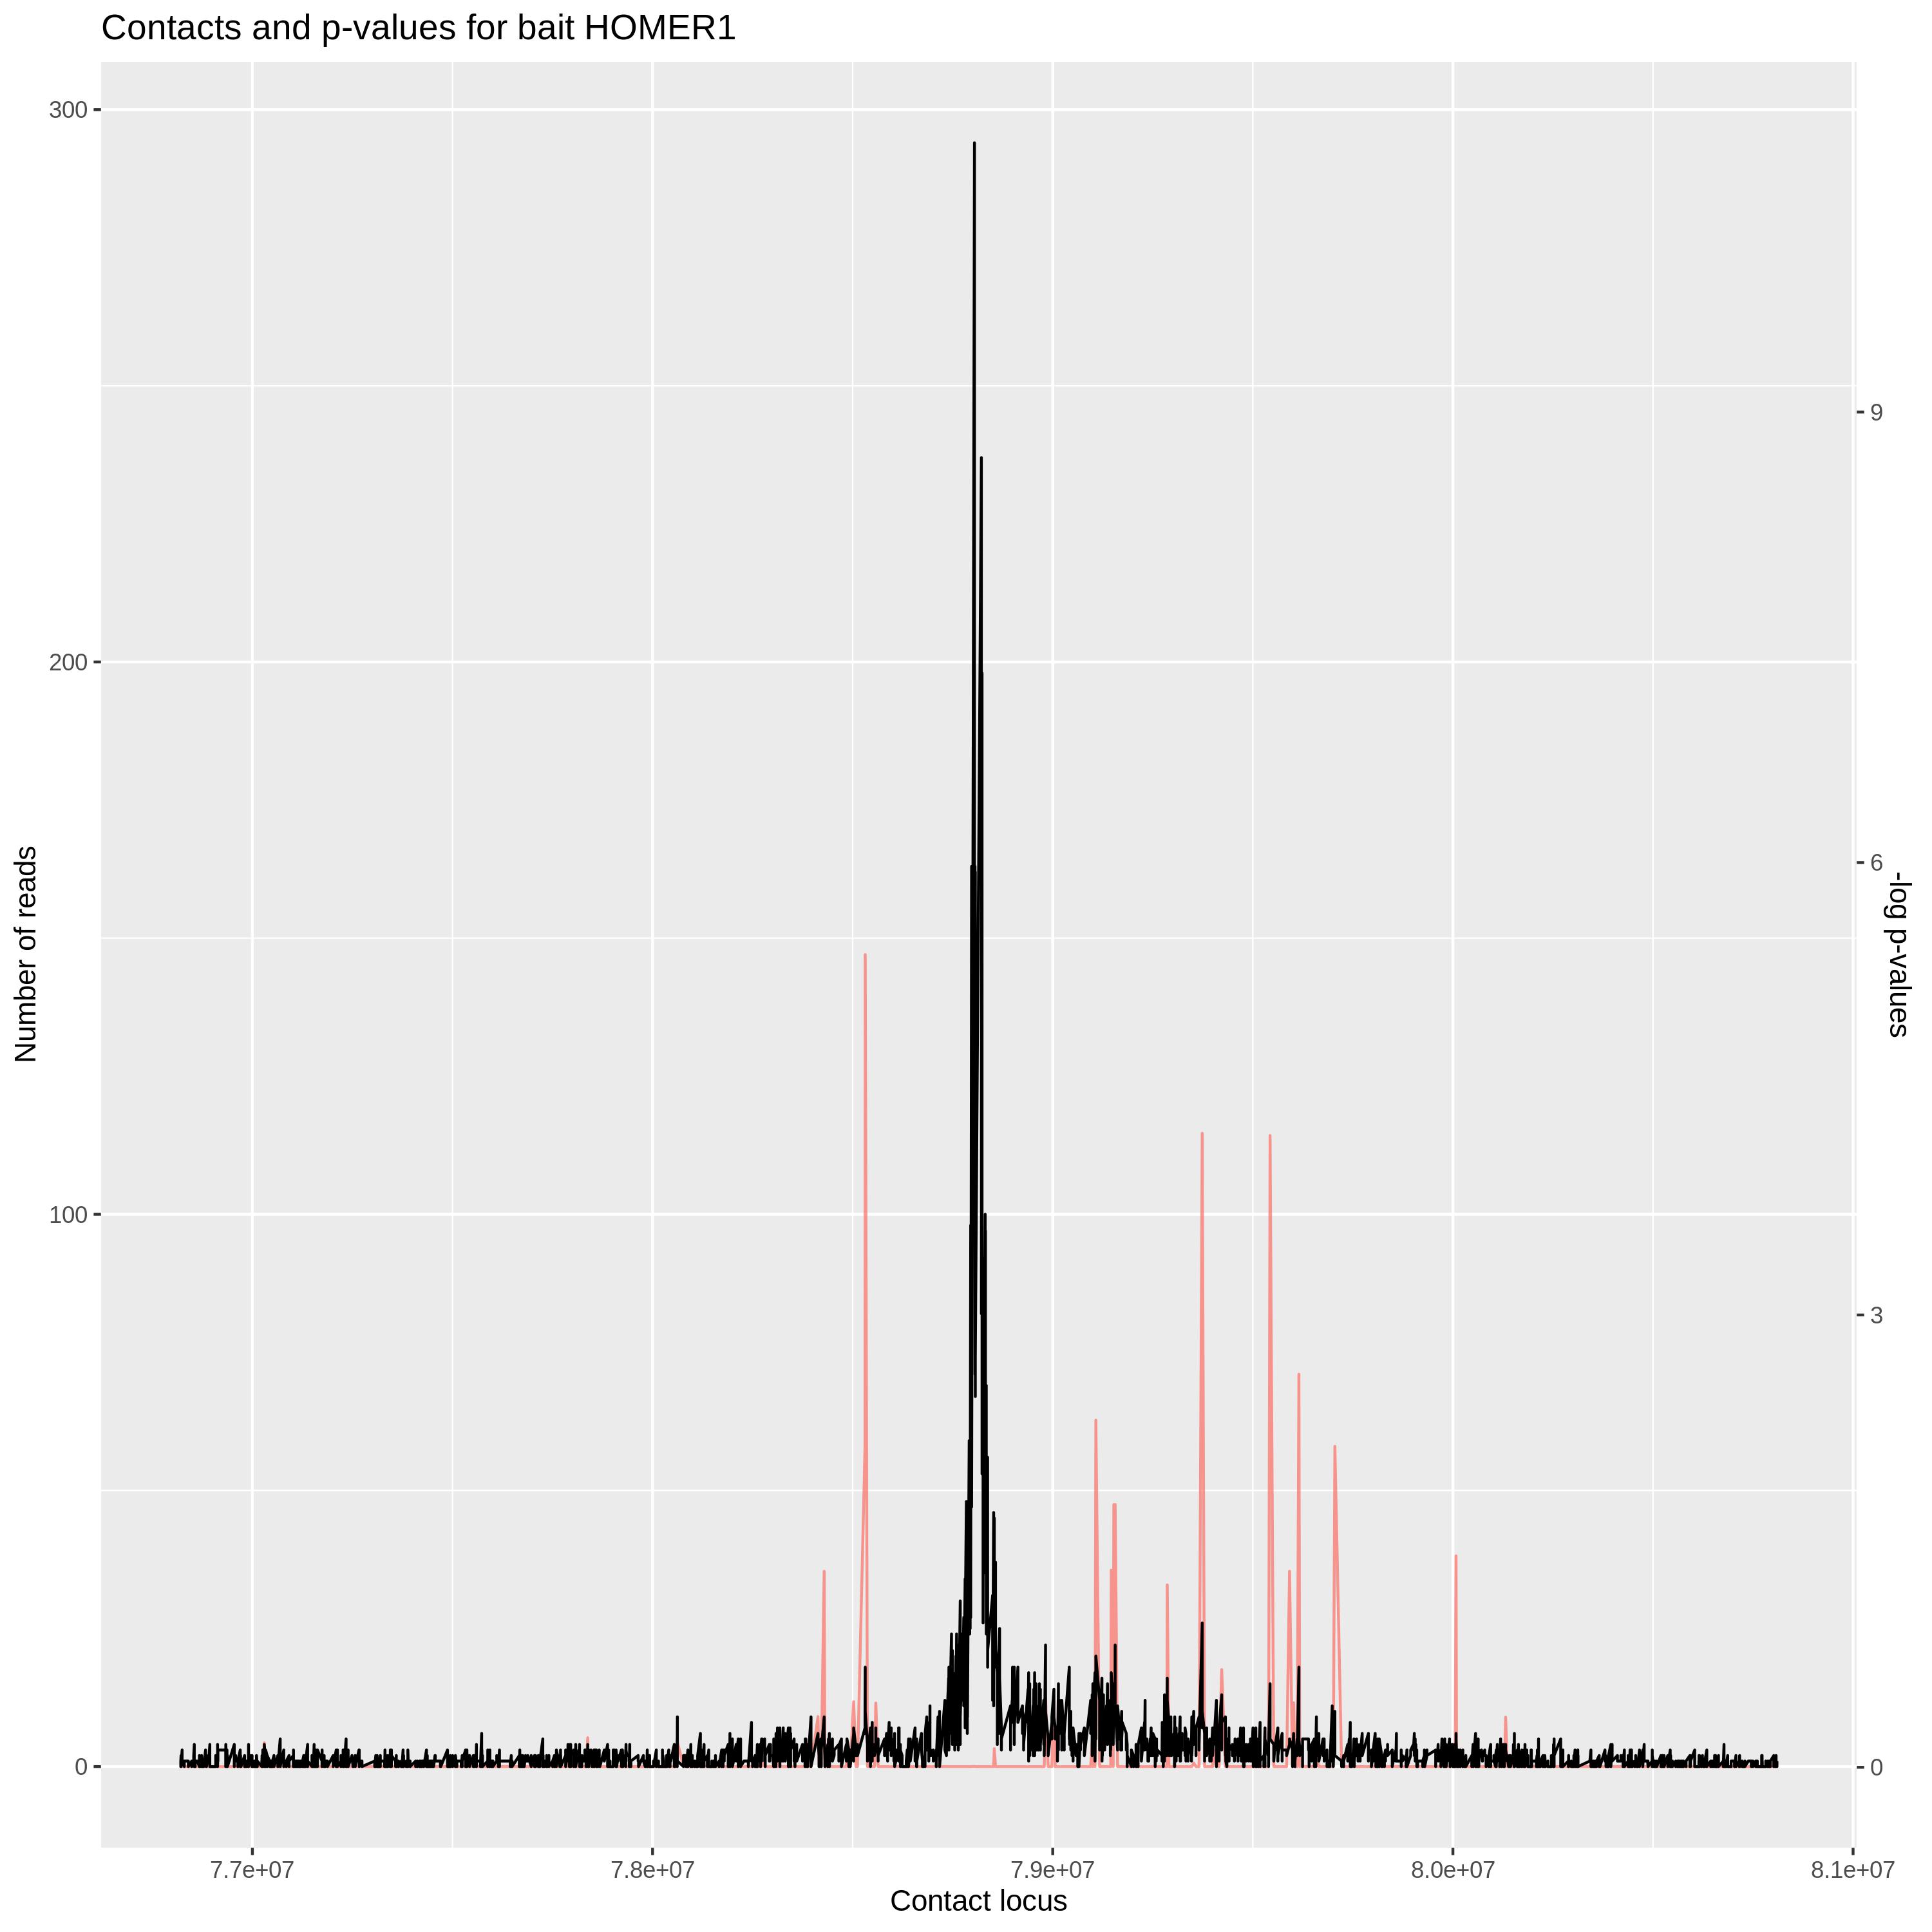 Contacts and p-values for bait HOMER1
300
200
100
0
Number of reads
9
6
3
0
-log p-values
7.7e+07 7.8e+07 7.9e+07 8.0e+07 8.1e+07
Contact locus